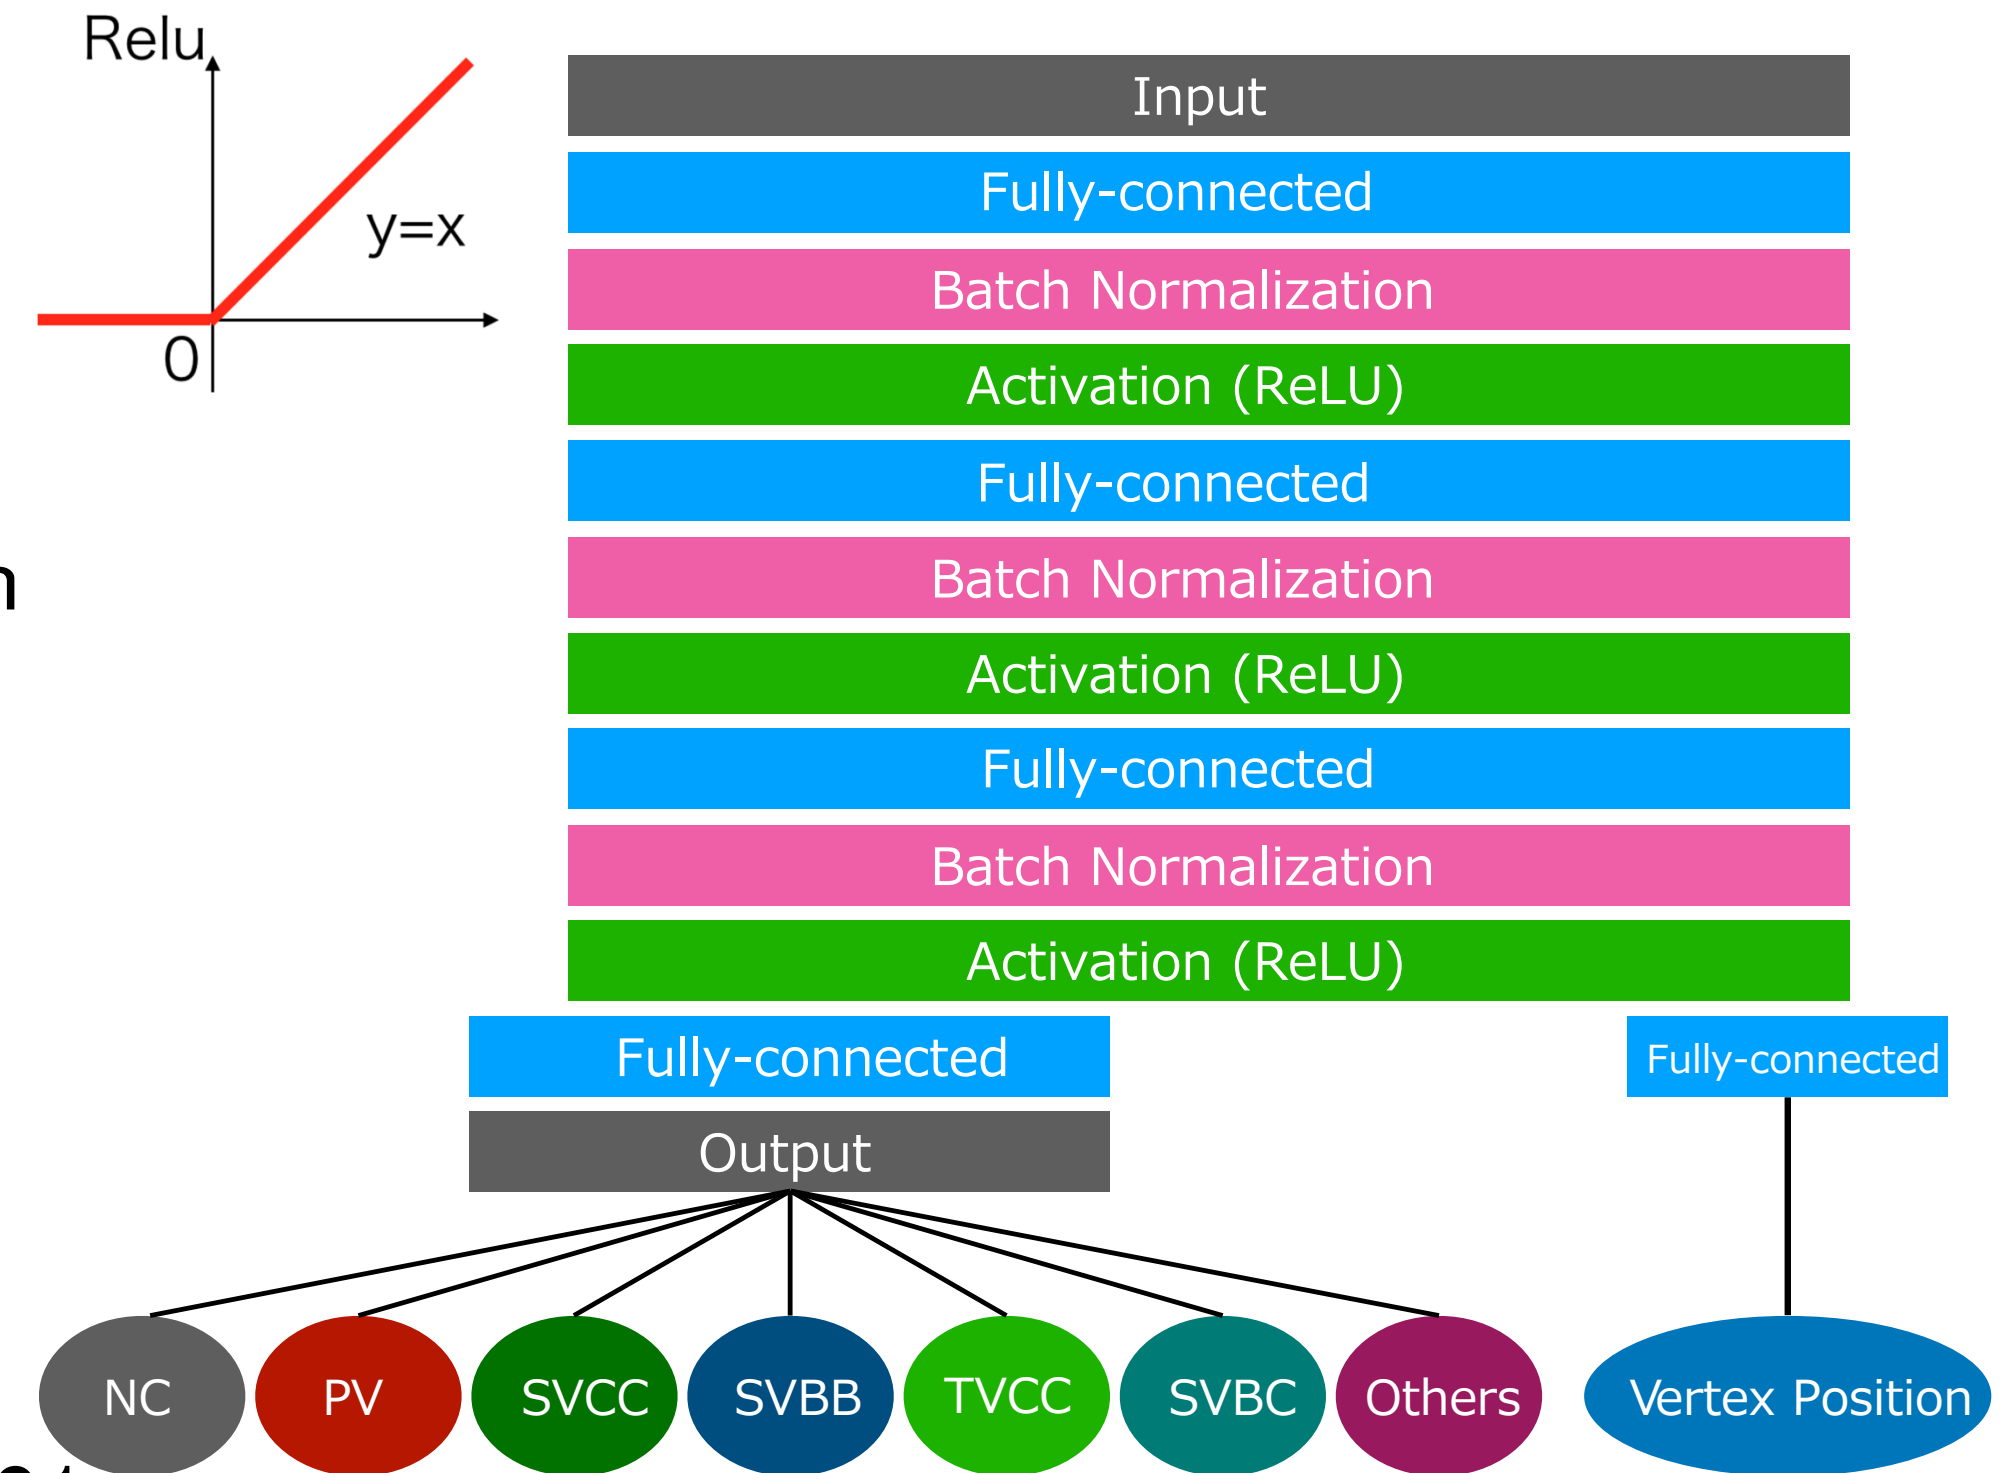 Relu
y=x
0
n
Input
Fully-connected
Batch Normalization
Activation (ReLU)
Fully-connected
Batch Normalization
Activation (ReLU)
Fully-connected
Batch Normalization
Activation (ReLU)
Fully-connected
Fully-connected
Output
NC
PV
SVCC
SVBB
TVCC
SVBC
Others
Vertex Position